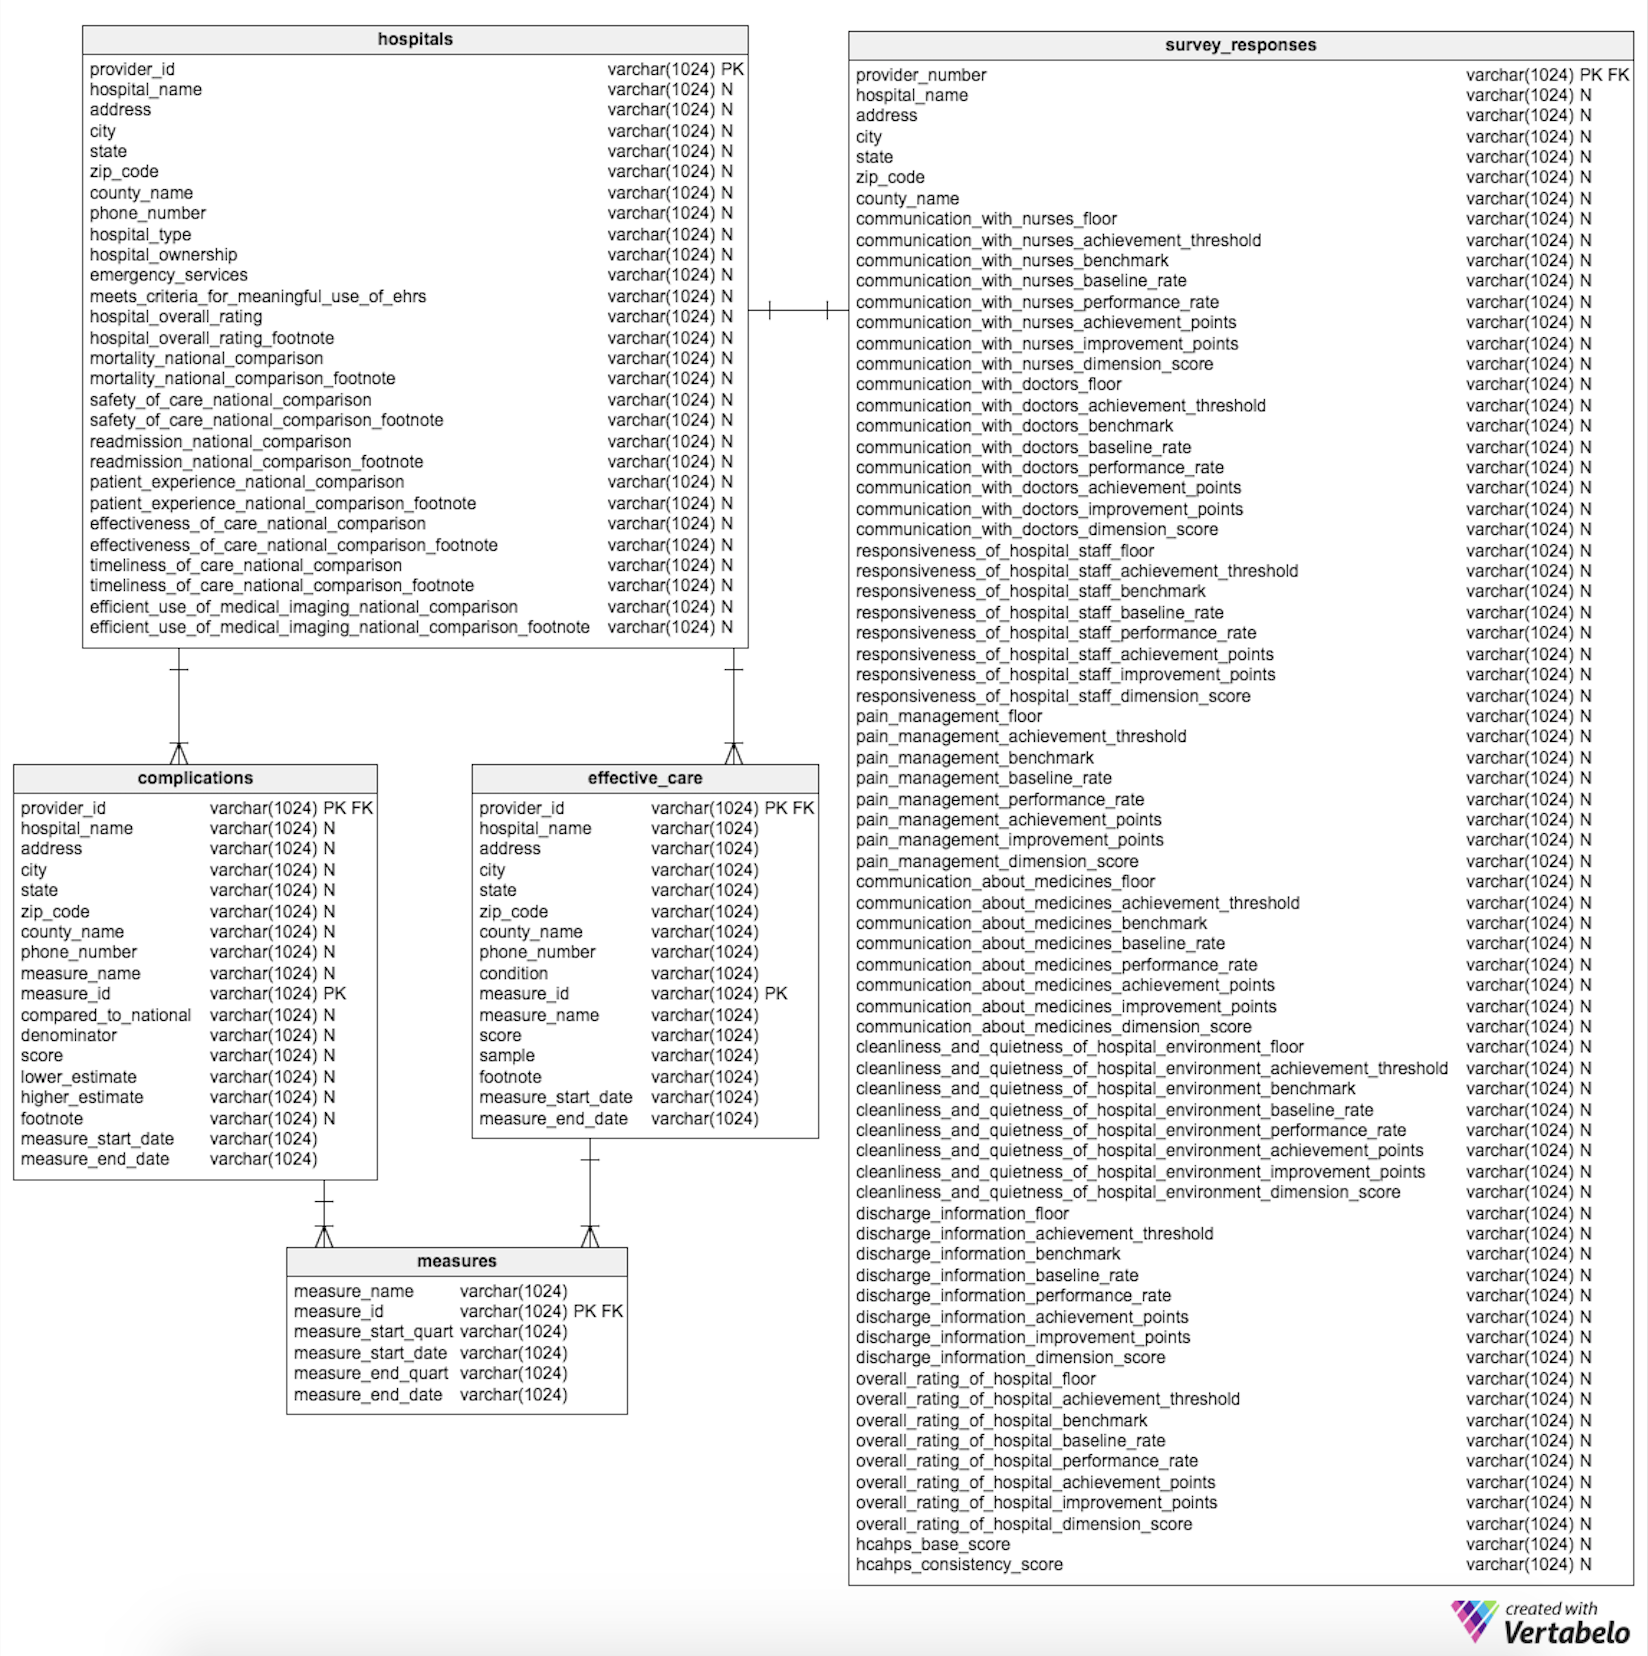 hospitals
provider_id varchar(1024) PK
hospital_name varchar(1024) N
address varchar(1024) N
city varchar(1024) N
state varchar(1024) N
zip_code varchar(1024) N
county_name varchar(1024) N
phone_number varchar(1024) N
hospital_type varchar(1024) N
hospital_ownership varchar(1024) N
emergency_services varchar(1024) N
meets_criteria_for_meaningful_use_of_ehrs varchar(1024) N
hospital_overall_rating varchar(1024) N
hospital_overall_rating_footnote varchar(1024) N
mortality_national_comparison varchar(1024) N
mortality_national_comparison_footnote varchar(1024) N
safety_of_care_national_comparison varchar(1024) N
safety_of_care_national_comparison_footnote varchar(1024) N
readmission_national_comparison varchar(1024) N
readmission_national_comparison_footnote varchar(1024) N
patient_experience_national_comparison varchar(1024) N
patient_experience_national_comparison_footnote varchar(1024) N
effectiveness_of_care_national_comparison varchar(1024) N
effectiveness_of_care_national_comparison_footnote varchar(1024) N
timeliness_of_care_national_comparison varchar(1024) N
timeliness_of_care_national_comparison_footnote varchar(1024) N
efficient_use_of_medical_imaging_national_comparison varchar(1024) N
efficient_use_of_medical_imaging_national_comparison_footnote varchar(1024) N
complications
provider_id varchar(1024) PK FK
hospital_name varchar(1024) N
address varchar(1024) N
city varchar(1024) N
state varchar(1024) N
zip_code varchar(1024) N
county_name varchar(1024) N
phone_number varchar(1024) N
measure_name varchar(1024) N
measure_id varchar(1024) PK
compared_to_national varchar(1024) N
denominator varchar(1024) N
score varchar(1024) N
lower_estimate varchar(1024) N
higher_estimate varchar(1024) N
footnote varchar(1024) N
measure_start_date varchar(1024)
measure_end_date varchar(1024)
effective_care
provider_id varchar(1024) PK FK
hospital_name varchar(1024)
address varchar(1024)
city varchar(1024)
state varchar(1024)
zip_code varchar(1024)
county_name varchar(1024)
phone_number varchar(1024)
condition varchar(1024)
measure_id varchar(1024) PK
measure_name varchar(1024)
score varchar(1024)
sample varchar(1024)
footnote varchar(1024)
measure_start_date varchar(1024)
measure_end_date varchar(1024)
measures
measure_name varchar(1024)
measure_id varchar(1024) PK FK
measure_start_quart varchar(1024)
measure_start_date varchar(1024)
measure_end_quart varchar(1024)
measure_end_date varchar(1024)
survey_responses
provider_number varchar(1024) PK FK
hospital_name varchar(1024) N
address varchar(1024) N
city varchar(1024) N
state varchar(1024) N
zip_code varchar(1024) N
county_name varchar(1024) N
communication_with_nurses_floor varchar(1024) N
communication_with_nurses_achievement_threshold varchar(1024) N
communication_with_nurses_benchmark varchar(1024) N
communication_with_nurses_baseline_rate varchar(1024) N
communication_with_nurses_performance_rate varchar(1024) N
communication_with_nurses_achievement_points varchar(1024) N
communication_with_nurses_improvement_points varchar(1024) N
communication_with_nurses_dimension_score varchar(1024) N
communication_with_doctors_floor varchar(1024) N
communication_with_doctors_achievement_threshold varchar(1024) N
communication_with_doctors_benchmark varchar(1024) N
communication_with_doctors_baseline_rate varchar(1024) N
communication_with_doctors_performance_rate varchar(1024) N
communication_with_doctors_achievement_points varchar(1024) N
communication_with_doctors_improvement_points varchar(1024) N
communication_with_doctors_dimension_score varchar(1024) N
responsiveness_of_hospital_staff_floor varchar(1024) N
responsiveness_of_hospital_staff_achievement_threshold varchar(1024) N
responsiveness_of_hospital_staff_benchmark varchar(1024) N
responsiveness_of_hospital_staff_baseline_rate varchar(1024) N
responsiveness_of_hospital_staff_performance_rate varchar(1024) N
responsiveness_of_hospital_staff_achievement_points varchar(1024) N
responsiveness_of_hospital_staff_improvement_points varchar(1024) N
responsiveness_of_hospital_staff_dimension_score varchar(1024) N
pain_management_floor varchar(1024) N
pain_management_achievement_threshold varchar(1024) N
pain_management_benchmark varchar(1024) N
pain_management_baseline_rate varchar(1024) N
pain_management_performance_rate varchar(1024) N
pain_management_achievement_points varchar(1024) N
pain_management_improvement_points varchar(1024) N
pain_management_dimension_score varchar(1024) N
communication_about_medicines_floor varchar(1024) N
communication_about_medicines_achievement_threshold varchar(1024) N
communication_about_medicines_benchmark varchar(1024) N
communication_about_medicines_baseline_rate varchar(1024) N
communication_about_medicines_performance_rate varchar(1024) N
communication_about_medicines_achievement_points varchar(1024) N
communication_about_medicines_improvement_points varchar(1024) N
communication_about_medicines_dimension_score varchar(1024) N
cleanliness_and_quietness_of_hospital_environment_floor varchar(1024) N
cleanliness_and_quietness_of_hospital_environment_achievement_threshold varchar(1024) N
cleanliness_and_quietness_of_hospital_environment_benchmark varchar(1024) N
cleanliness_and_quietness_of_hospital_environment_baseline_rate varchar(1024) N
cleanliness_and_quietness_of_hospital_environment_performance_rate varchar(1024) N
cleanliness_and_quietness_of_hospital_environment_achievement_points varchar(1024) N
cleanliness_and_quietness_of_hospital_environment_improvement_points varchar(1024) N
cleanliness_and_quietness_of_hospital_environment_dimension_score varchar(1024) N
discharge_information_floor varchar(1024) N
discharge_information_achievement_threshold varchar(1024) N
discharge_information_benchmark varchar(1024) N
discharge_information_baseline_rate varchar(1024) N
discharge_information_performance_rate varchar(1024) N
discharge_information_achievement_points varchar(1024) N
discharge_information_improvement_points varchar(1024) N
discharge_information_dimension_score varchar(1024) N
overall_rating_of_hospital_floor varchar(1024) N
overall_rating_of_hospital_achievement_threshold varchar(1024) N
overall_rating_of_hospital_benchmark varchar(1024) N
overall_rating_of_hospital_baseline_rate varchar(1024) N
overall_rating_of_hospital_performance_rate varchar(1024) N
overall_rating_of_hospital_achievement_points varchar(1024) N
overall_rating_of_hospital_improvement_points varchar(1024) N
overall_rating_of_hospital_dimension_score varchar(1024) N
hcahps_base_score varchar(1024) N
hcahps_consistency_score varchar(1024) N
created with
Vertabelo